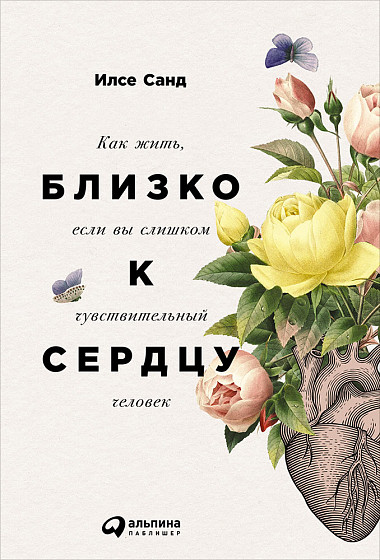 Илсе Санд
Как жить,
БЛИЗКО
если вы слишком
К
чувствительный
СЕРДЦУ
человек
альпина
ПАБЛИШЕР